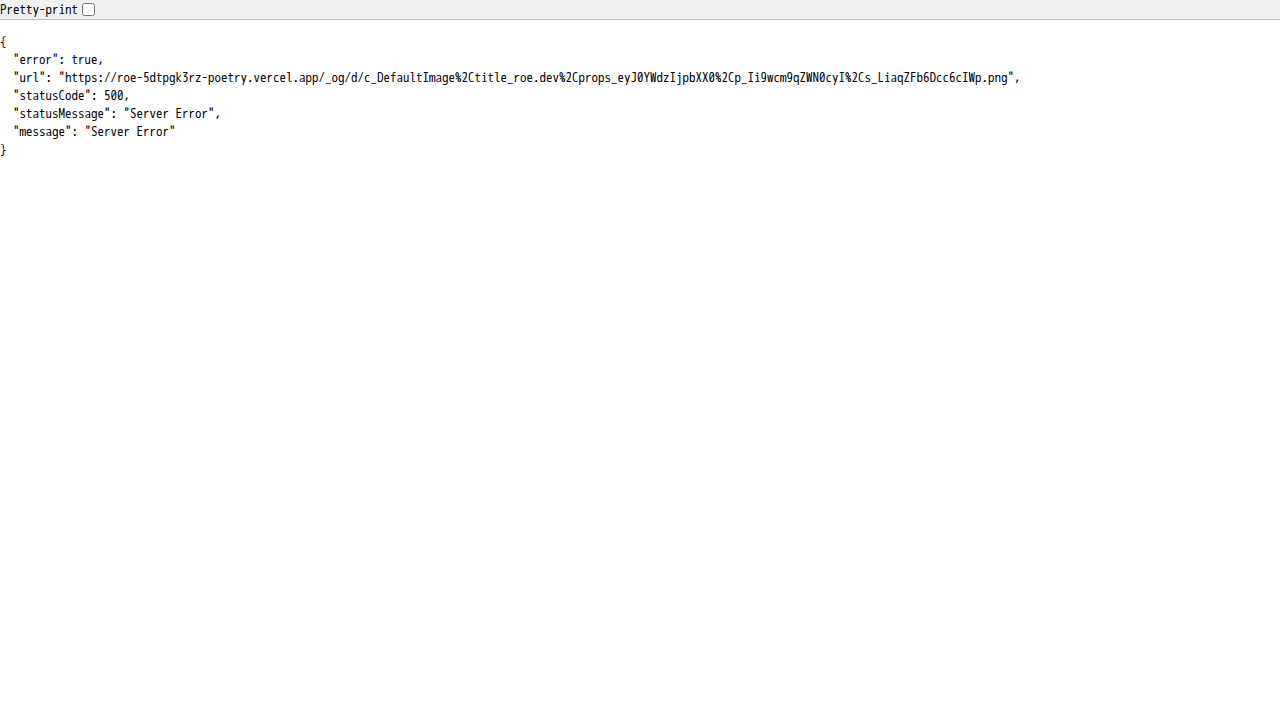 Pretty-print
{
"error": true,
"url": "https://roe-5dtpgk3rz-poetry.vercel.app/_og/d/c_DefaultImage%2Ctitle_roe.dev%2Cprops_eyJ0YWdzIjpbXX0%2Cp_Ii9wcm9qZWN0cyI%2Cs_LiaqZFb6Dcc6cIWp.png",
"statusCode": 500,
"statusMessage": "Server Error",
"message": "Server Error"
}